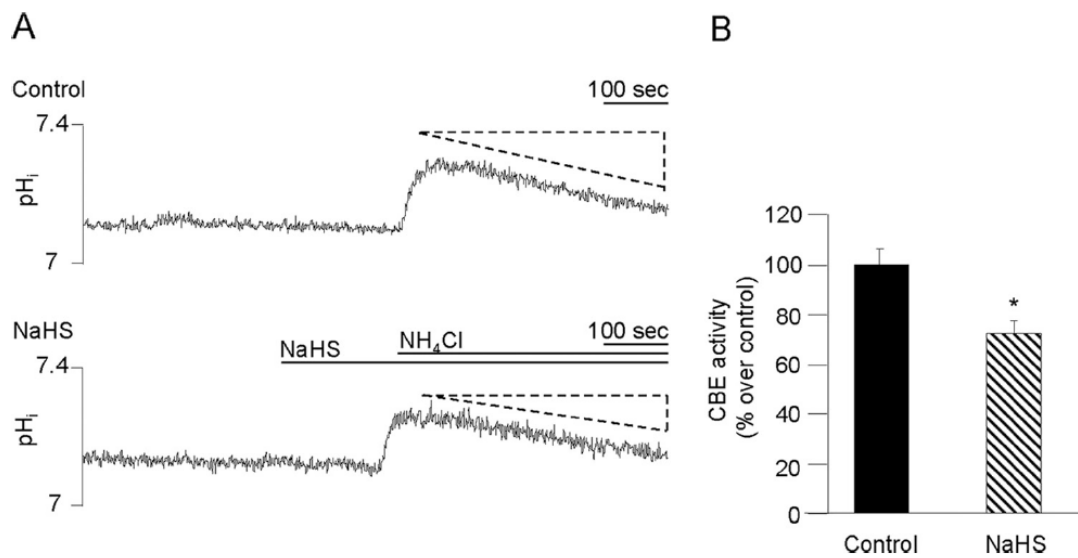 A
Control
100 sec
7.4
pHi
7
NaHS
NaHS
NH4Cl
100 sec
7.4
pHi
7
B
120
100
80
60
40
20
0
*
CBE activity
(% over control)
Control
NaHS